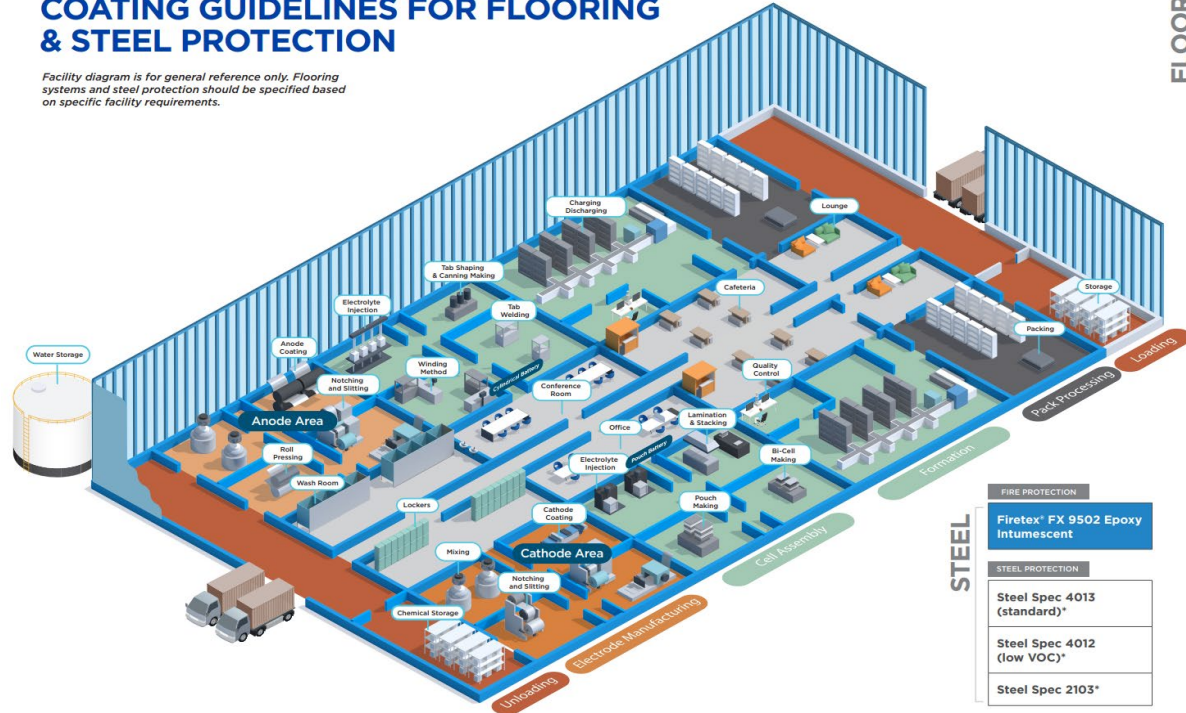 COATING GUIDELINES FOR FLOORING
& STEEL PROTECTION
Facility diagram is for general reference only. Flooring
systems and steel protection should be specified based
on specific facility requirements.
FLOOR
Charging
Discharging
Lounge
Tab Shaping
& Canning Making
Cafeteria
Storage
Electrolyte
Injection
Tab
Welding
Packing
Loading
Water Storage
Anode
Coating
Winding
Method
Cylindrical Battery
Quality
Control
Pack Processing
Notching
and Slitting
Conference
Room
Anode Area
Lamination
& Stacking
Office
Pouch Battery
Roll
Pressing
Electrolyte
Injection
Bi-Cell
Making
Formation
Wash Room
Lockers
Pouch
Making
Cathode
Coating
Cell Assembly
Mixing
Cathode Area
Notching
and Slitting
Chemical Storage
Electrode Manufacturing
Unloading
STEEL
FIRE PROTECTION
Firetex® FX 9502 Epoxy
Intumescent
STEEL PROTECTION
Steel Spec 4013
(standard)*
Steel Spec 4012
(low VOC)*
Steel Spec 2103*